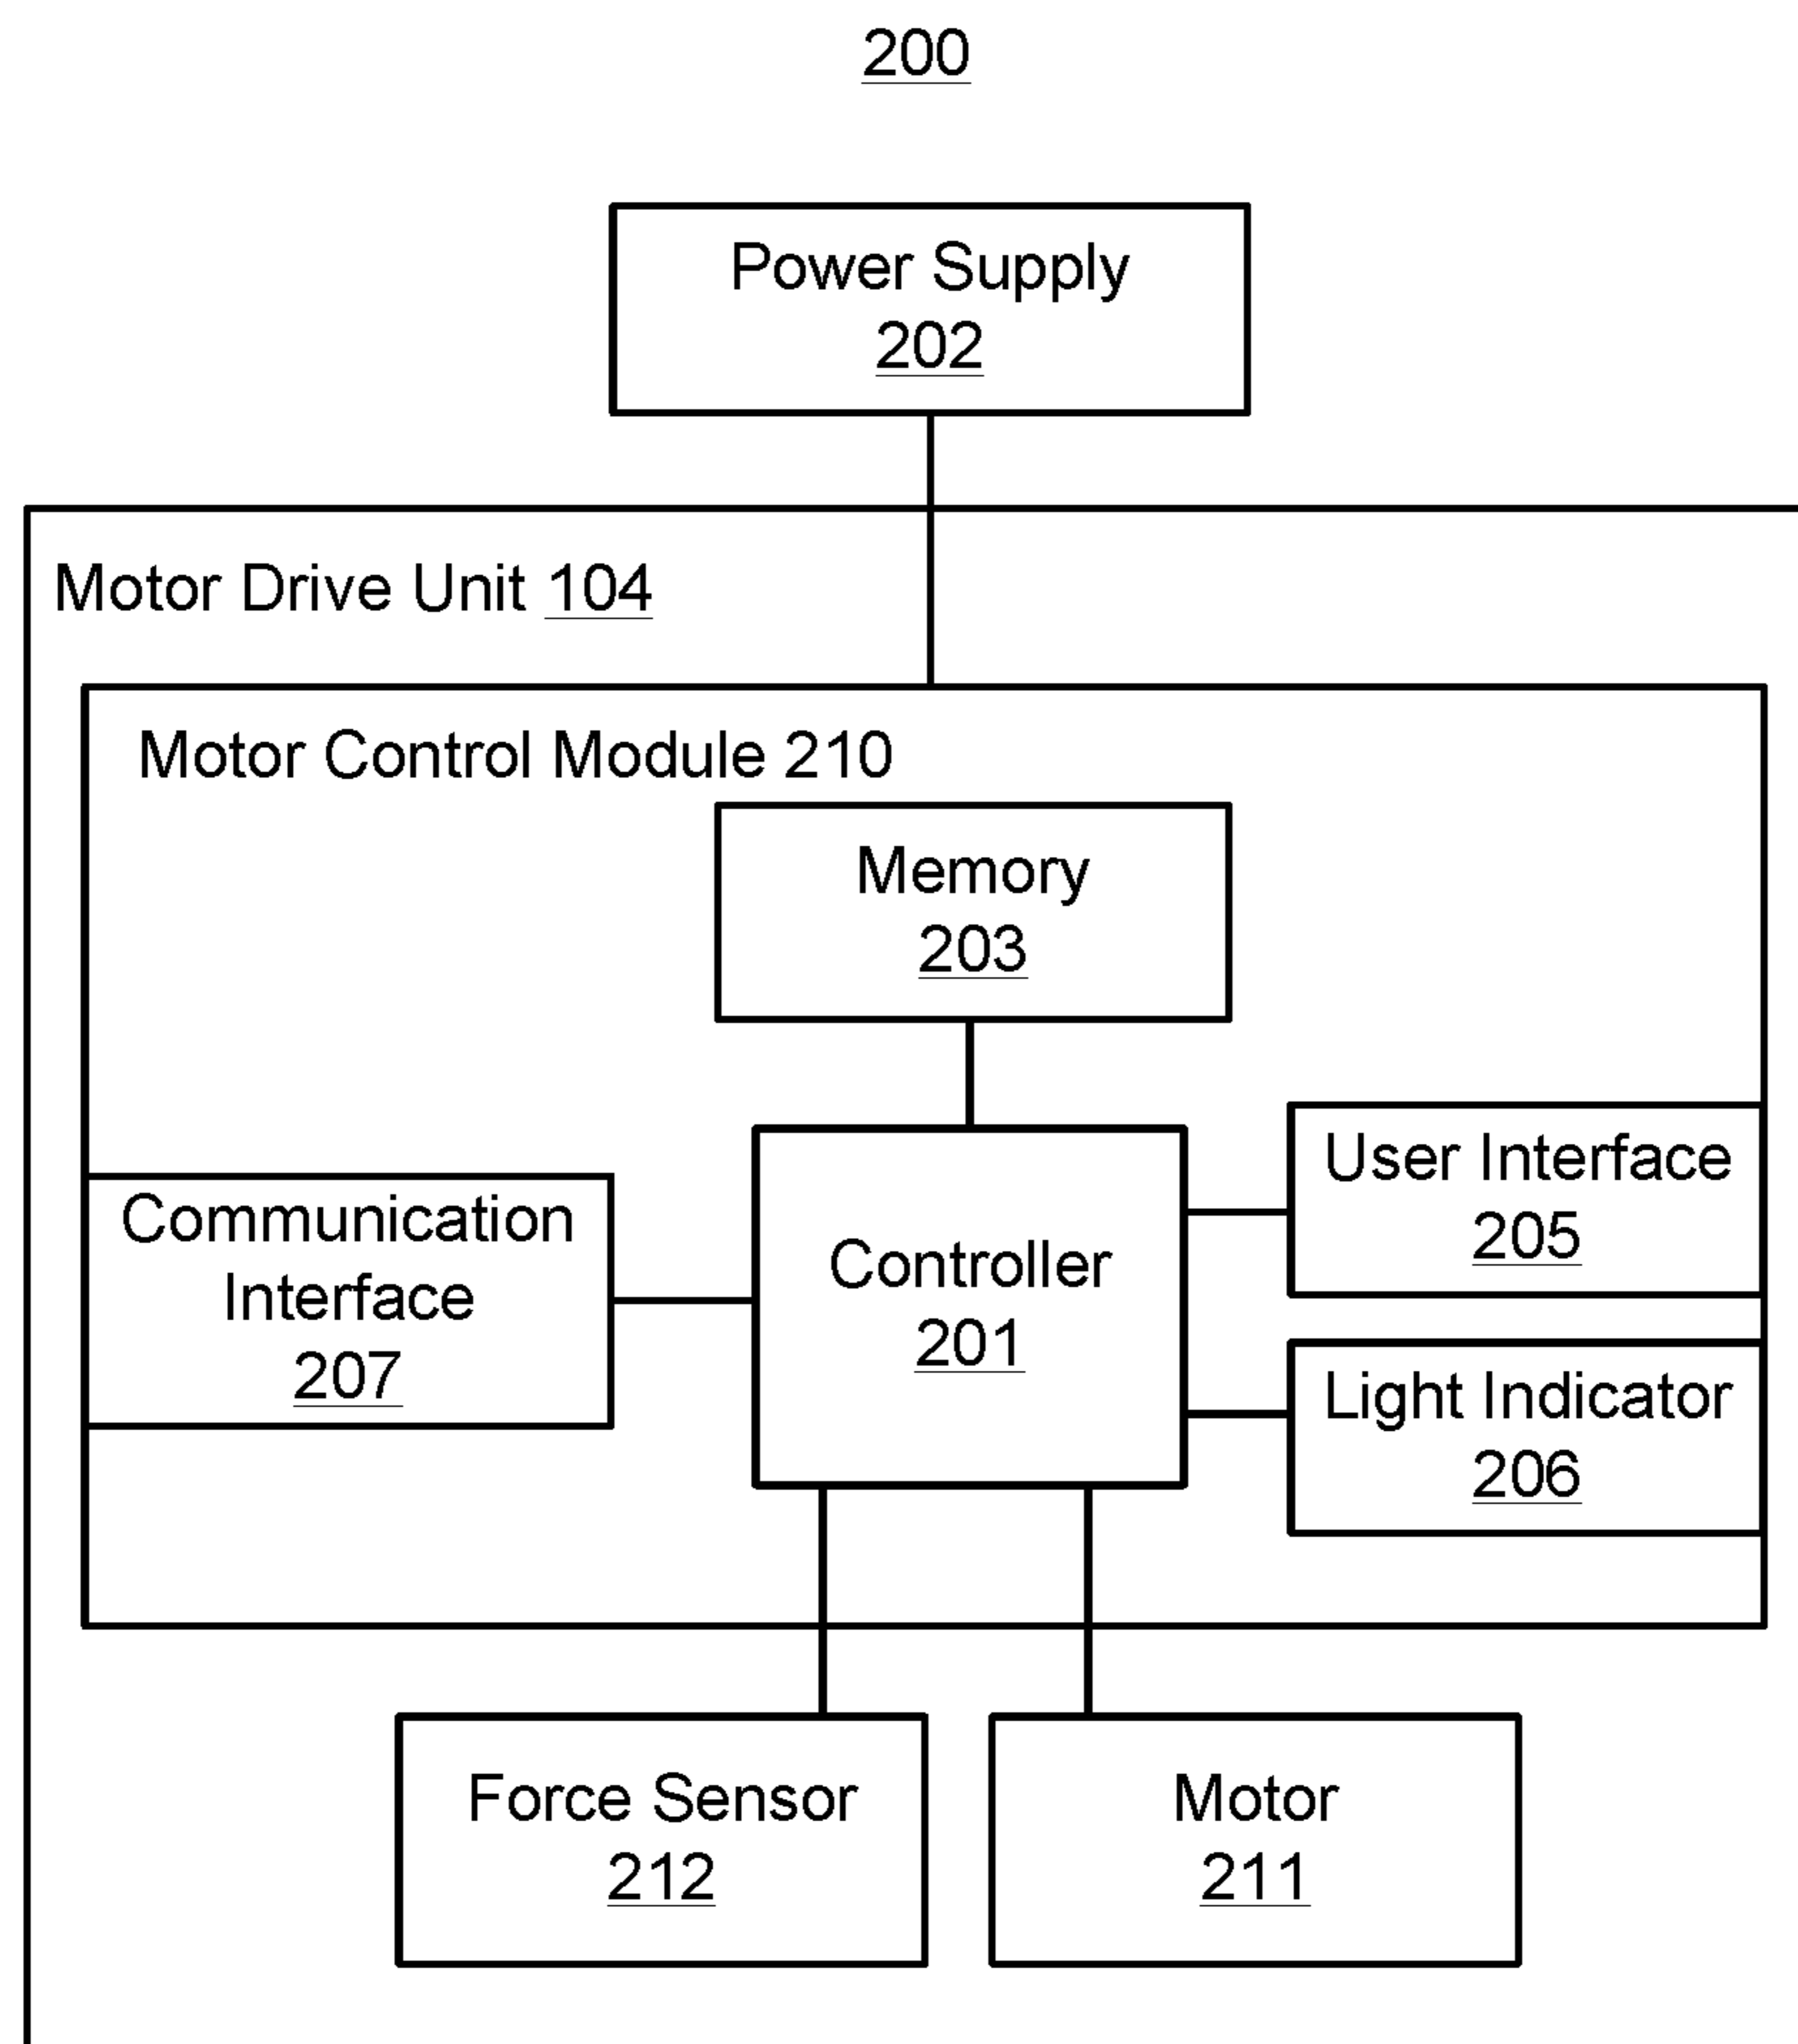 200
Power Supply
202
Motor Drive Unit 104
Motor Control Module 210
Memory
203
User Interface
205
Communication
Interface
207
Controller
201
Light Indicator
206
Force Sensor
212
Motor
211